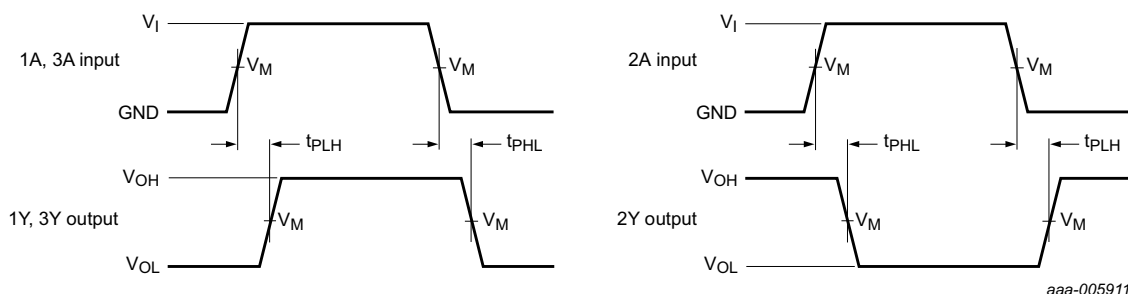 V_I
1A, 3A input
V_M
V_M
GND
t_PLH
t_PHL
V_OH
1Y, 3Y output
V_M
V_M
V_OL
V_I
2A input
V_M
V_M
GND
t_PHL
t_PLH
V_OH
2Y output
V_M
V_M
V_OL
aaa-005911